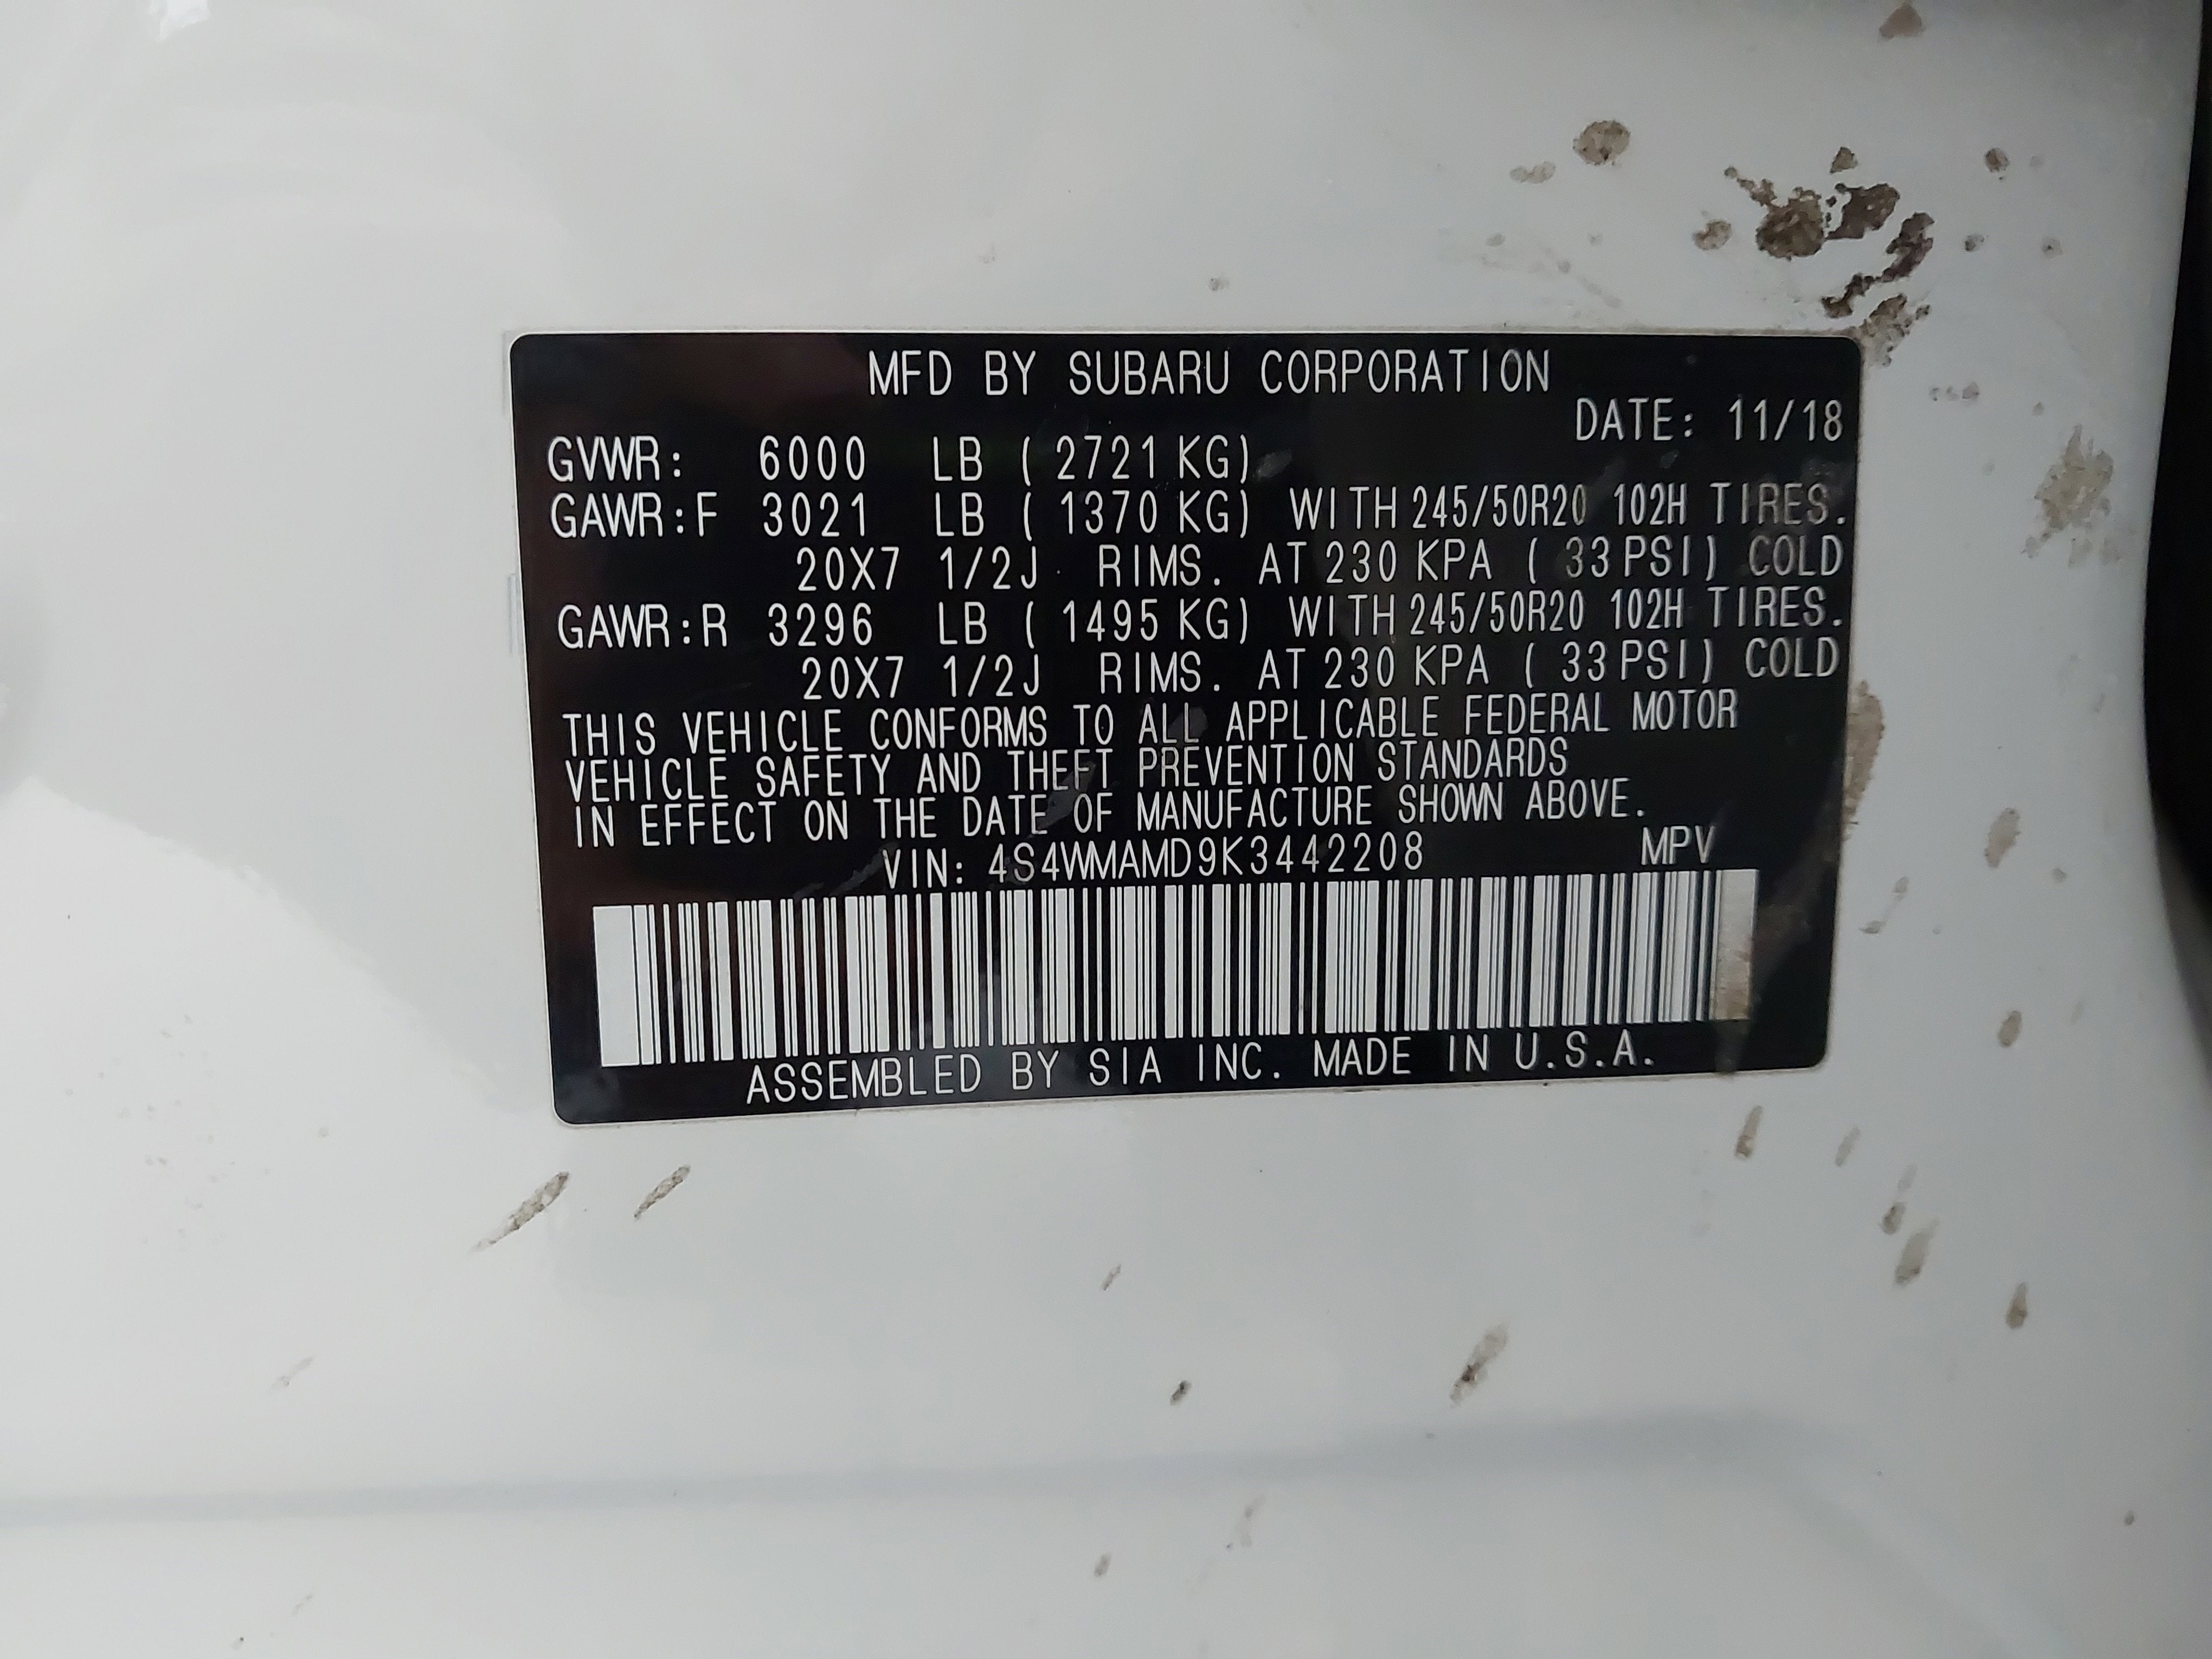 MFD BY SUBARU CORPORATION
DATE: 11/18
GVWR: 6000 LB ( 2721 KG)
GAWR:F 3021 LB ( 1370 KG) WITH 245/50R20 102H TIRES.
20X7 1/2J RIMS. AT 230 KPA ( 33 PSI) COLD
GAWR:R 3296 LB ( 1495 KG) WITH 245/50R20 102H TIRES.
20X7 1/2J RIMS. AT 230 KPA ( 33 PSI) COLD
THIS VEHICLE CONFORMS TO ALL APPLICABLE FEDERAL MOTOR
VEHICLE SAFETY AND THEFT PREVENTION STANDARDS
IN EFFECT ON THE DATE OF MANUFACTURE SHOWN ABOVE.
VIN: 4S4WMAMD9K3442208 MPV
ASSEMBLED BY SIA INC. MADE IN U.S.A.